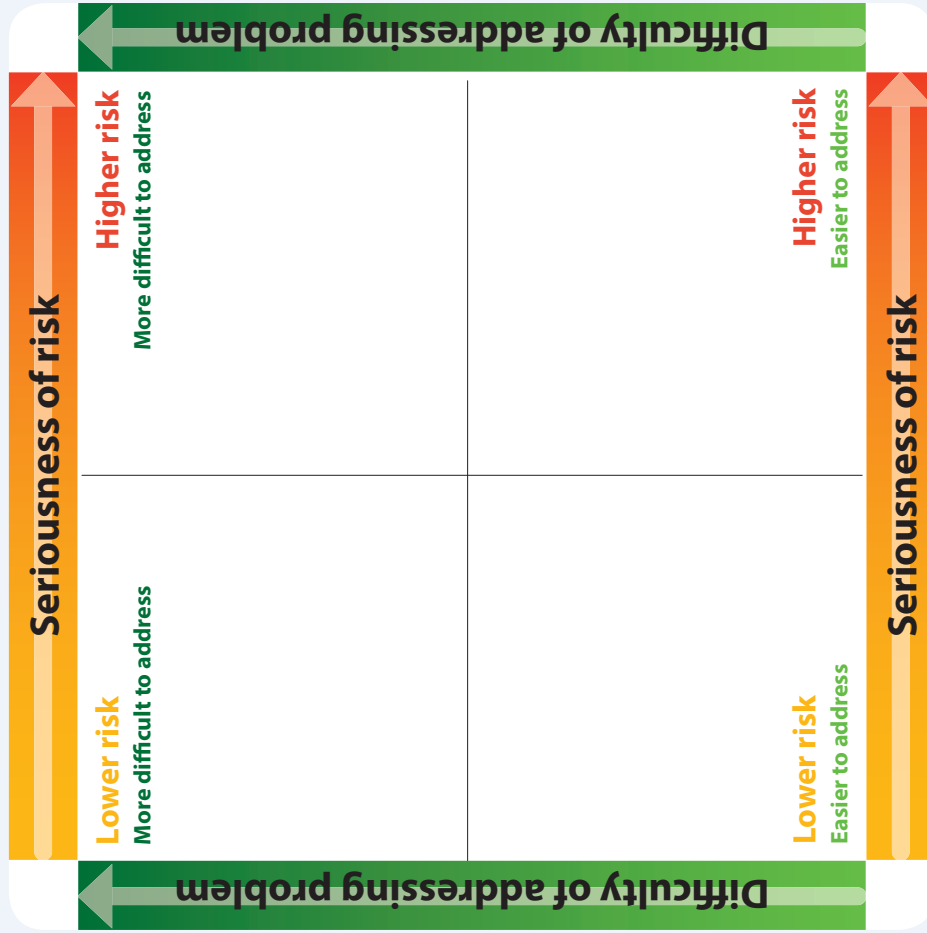 Difficulty of addressing problem
Seriousness of risk
Higher risk
More difficult to address
Higher risk
Easier to address
Seriousness of risk
Lower risk
More difficult to address
Lower risk
Easier to address
Difficulty of addressing problem